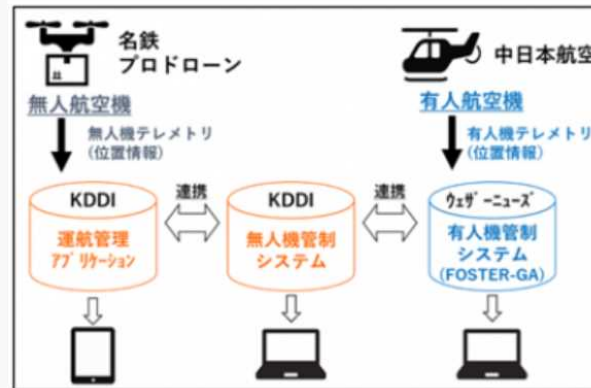 名鉄
プロドローン
無人航空機
無人機テレメトリ
(位置情報)
中日本航空
有人航空機
有人機テレメトリ
(位置情報)
KDDI
運航管理
アプリケーション
連携
KDDI
無人機管制
システム
連携
ウェザーニューズ
有人機管制
システム
(FOSTER-GA)